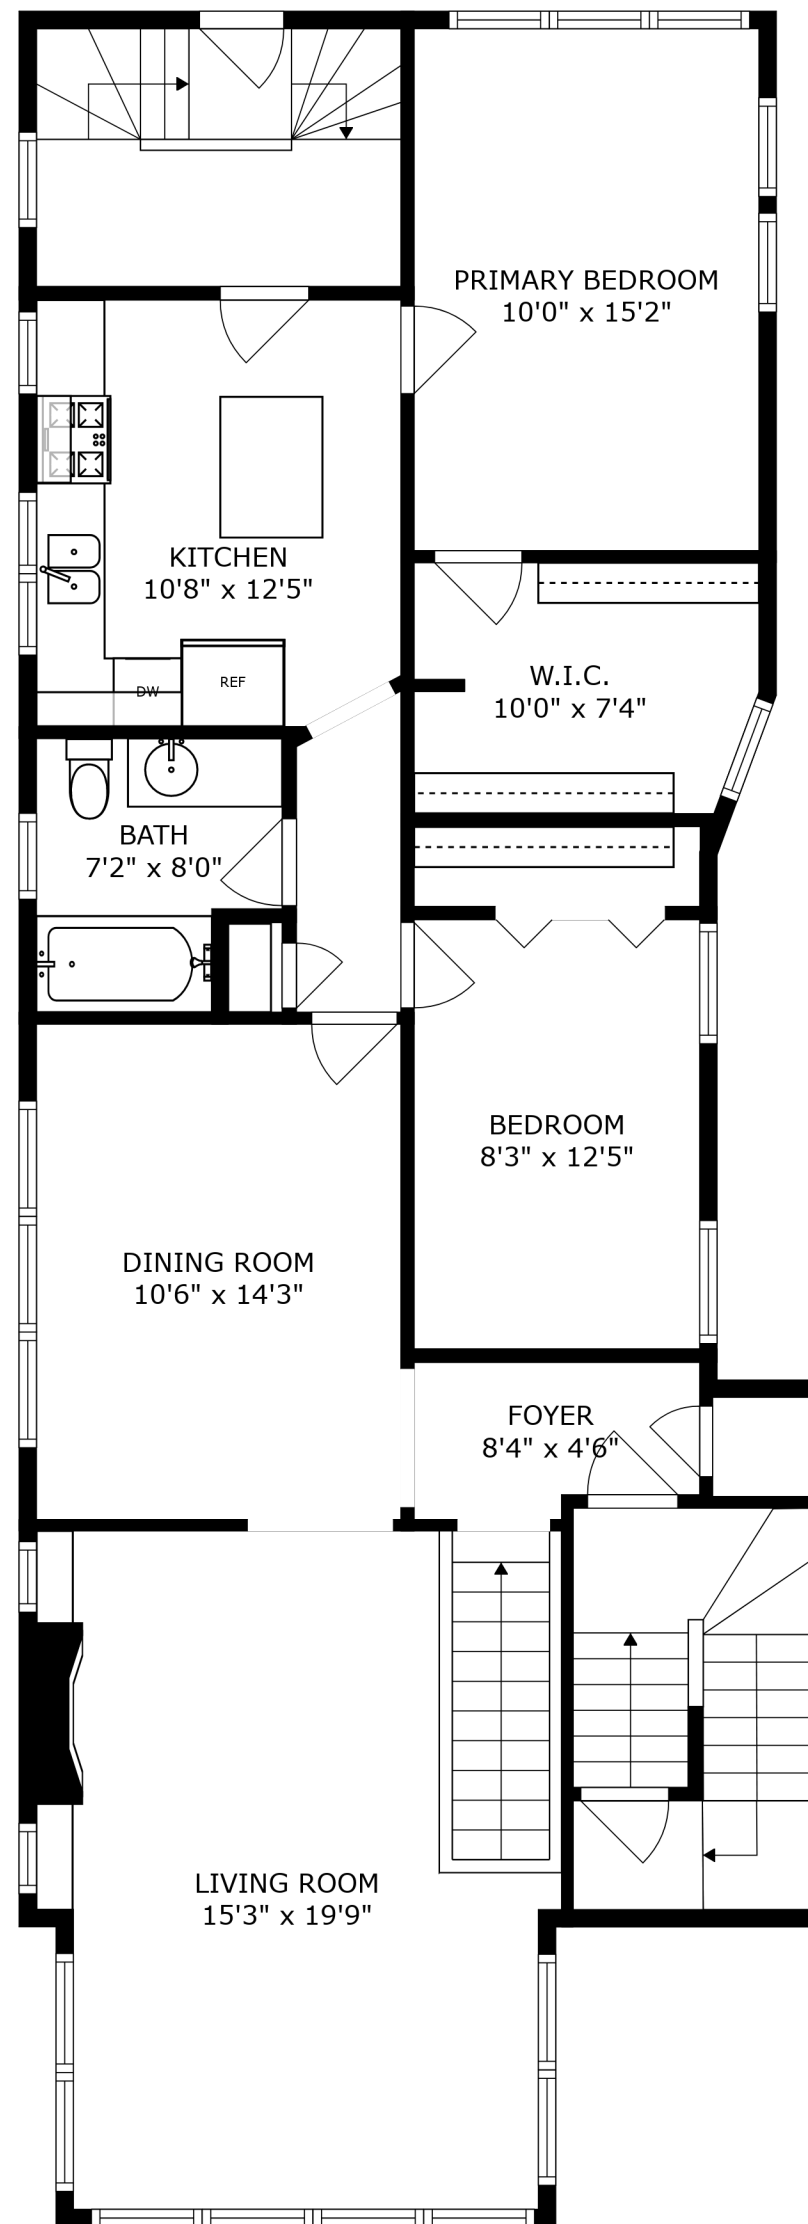 PRIMARY BEDROOM
10'0" x 15'2"
KITCHEN
10'8" x 12'5"
DW
REF
W.I.C.
10'0" x 7'4"
BATH
7'2" x 8'0"
BEDROOM
8'3" x 12'5"
DINING ROOM
10'6" x 14'3"
FOYER
8'4" x 4'6"
LIVING ROOM
15'3" x 19'9"